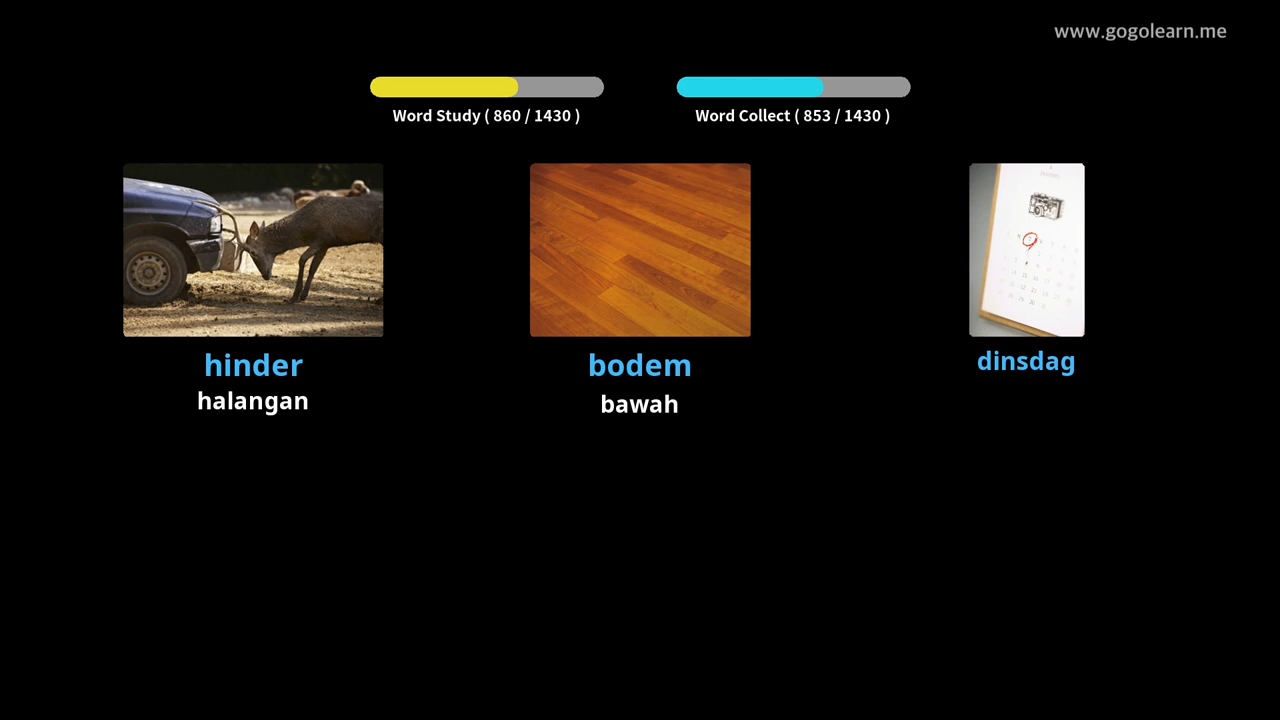 www.gogolearn.me
Word Study ( 860 / 1430 )
Word Collect ( 853 / 1430 )
hinder
halangan
bodem
bawah
dinsdag